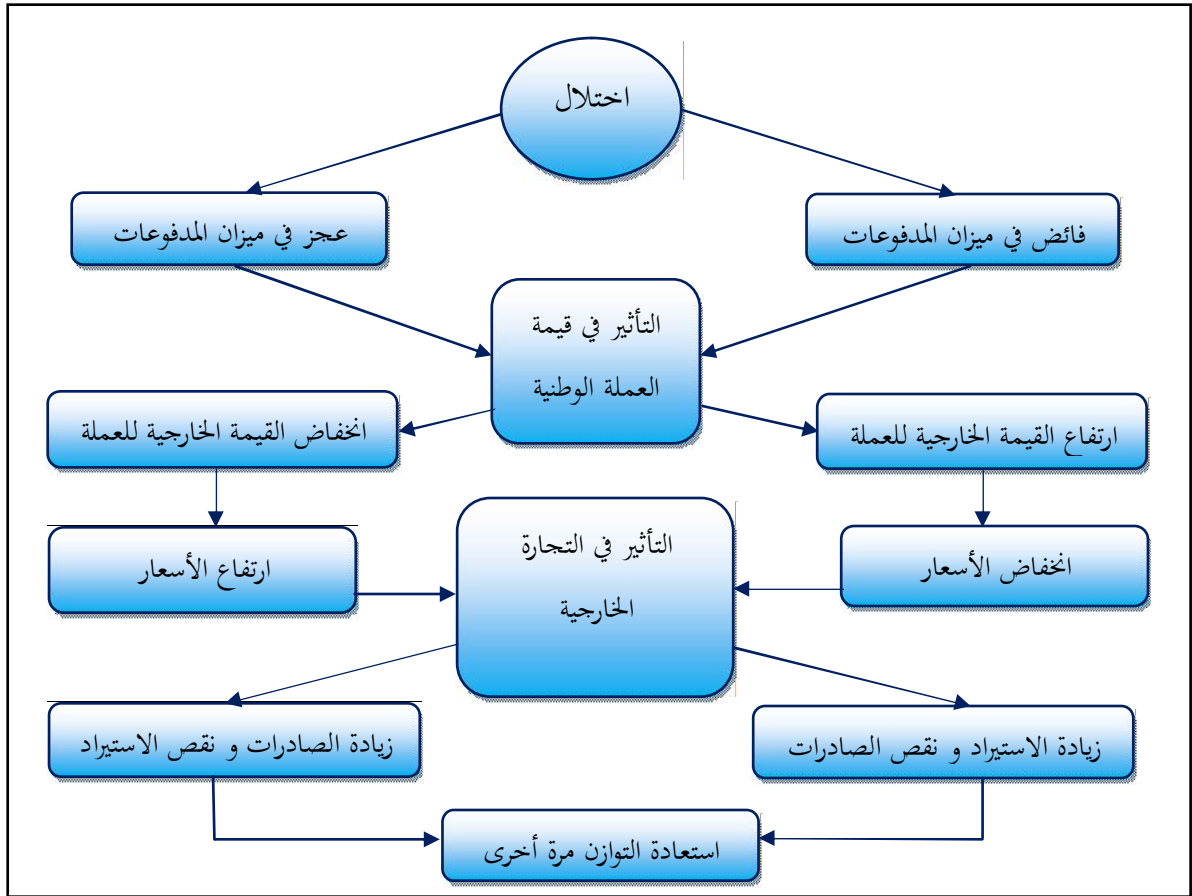 اختلال
فائض في ميزان المدفوعات
عجز في ميزان المدفوعات
التأثير في قيمة
العملة الوطنية
ارتفاع القيمة الخارجية للعملة
انخفاض القيمة الخارجية للعملة
انخفاض الأسعار
ارتفاع الأسعار
التأثير في التجارة
الخارجية
زيادة الاستيراد و نقص الصادرات
زيادة الصادرات و نقص الاستيراد
استعادة التوازن مرة أخرى